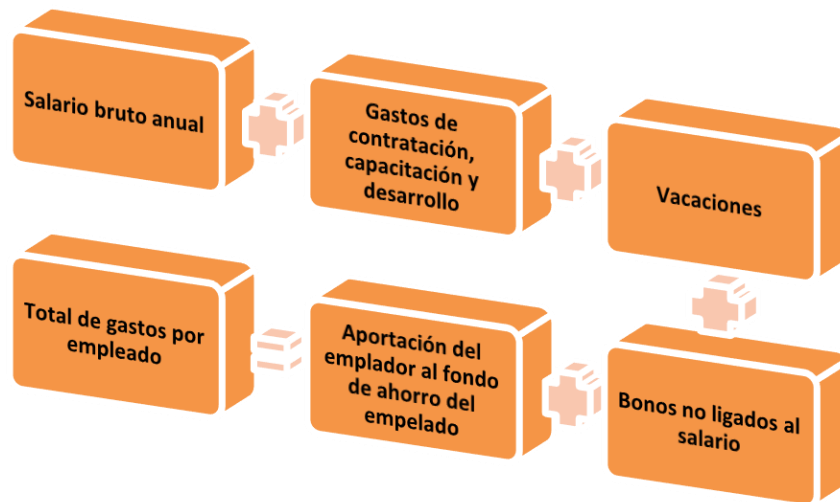 Salario bruto anual
Gastos de
contratación,
capacitación y
desarrollo
Vacaciones
Bonos no ligados al
salario
Aportación del
emplador al fondo
de ahorro del
empelado
Total de gastos por
empleado